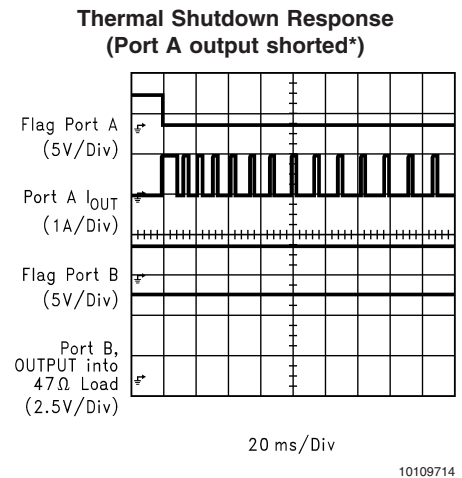 Thermal Shutdown Response
(Port A output shorted*)
Flag Port A
(5V/Div)
Port A IOUT
(1A/Div)
Flag Port B
(5V/Div)
Port B,
OUTPUT into
47Ω Load
(2.5V/Div)
20 ms/Div
10109714